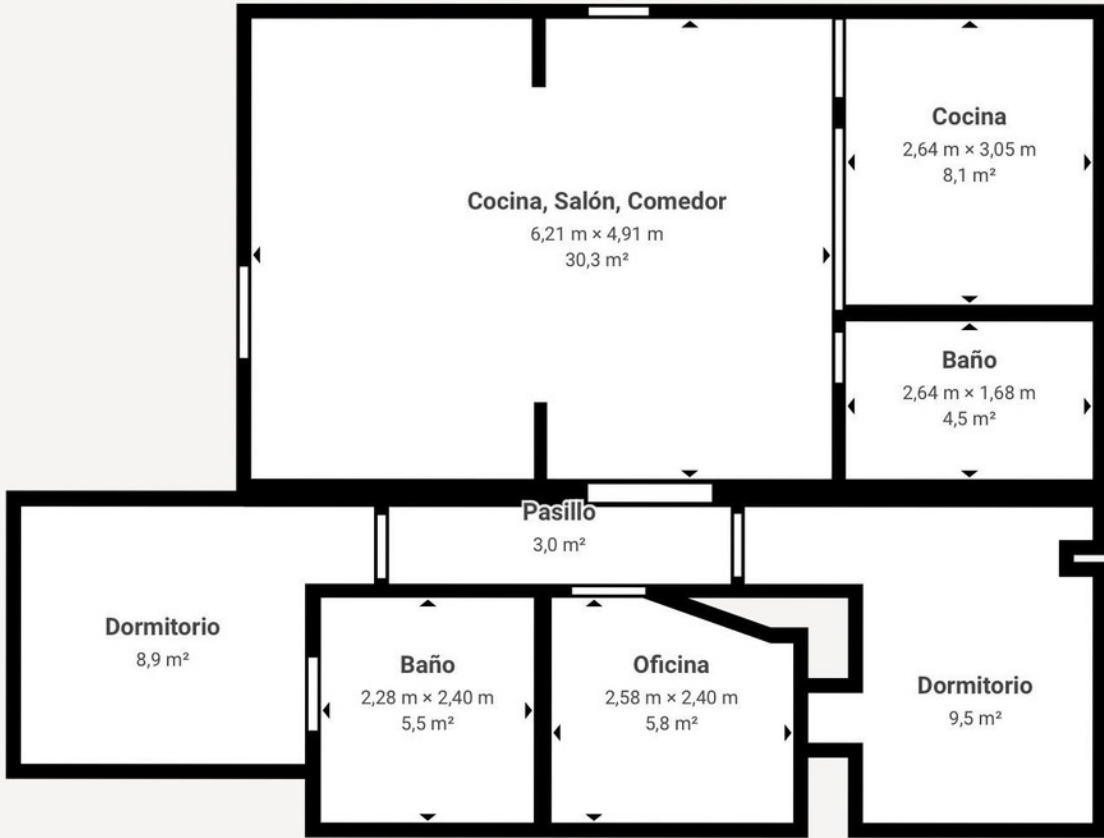 Cocina
2,64 m × 3,05 m
8,1 m²
Cocina, Salón, Comedor
6,21 m × 4,91 m
30,3 m²
Baño
2,64 m × 1,68 m
4,5 m²
Pasillo
3,0 m²
Dormitorio
8,9 m²
Baño
2,28 m × 2,40 m
5,5 m²
Oficina
2,58 m × 2,40 m
5,8 m²
Dormitorio
9,5 m²